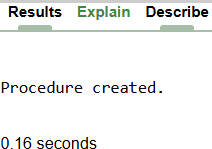 Results Explain Describe
Procedure created.
0.16 seconds